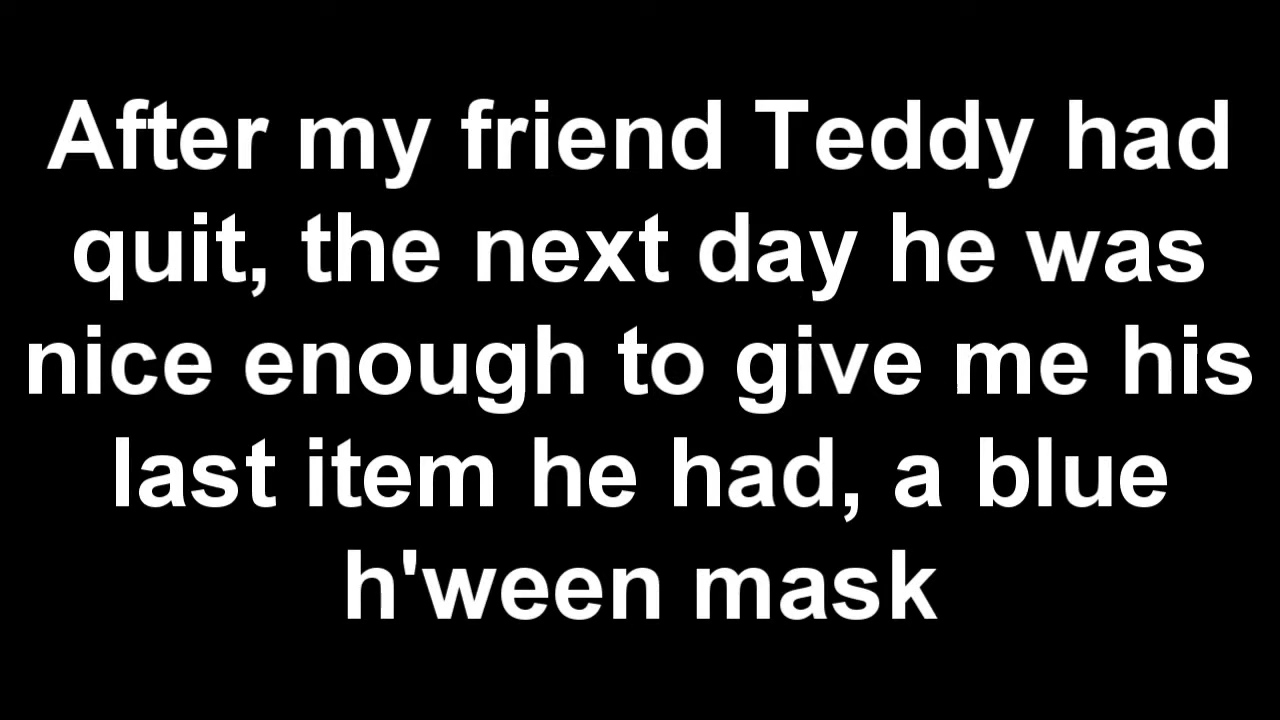 After my friend Teddy had
quit, the next day he was
nice enough to give me his
last item he had, a blue
h'ween mask